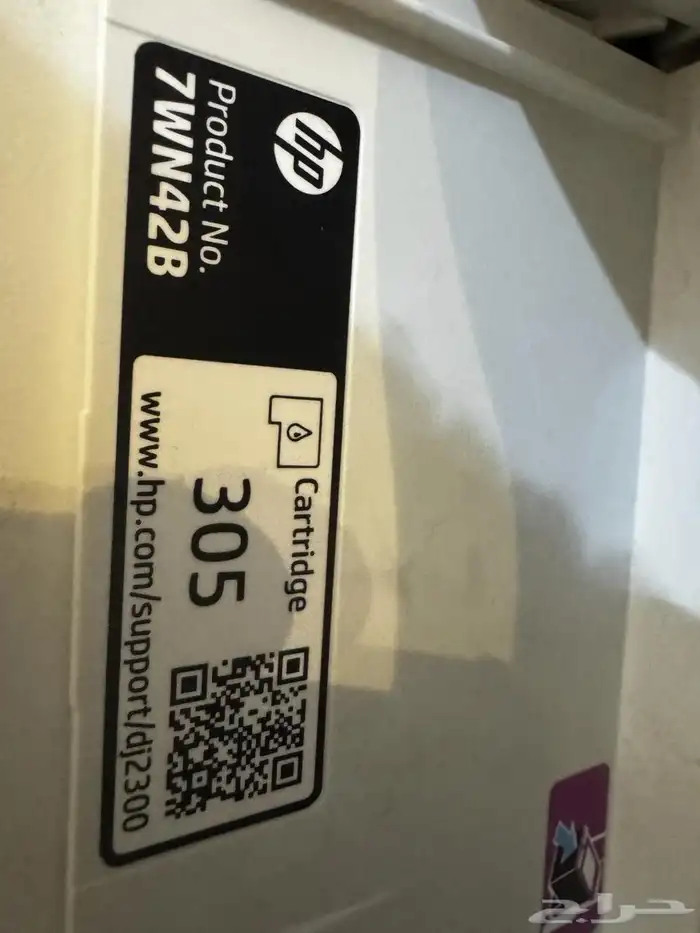 hp
Product No.
7WN42B
Cartridge
305
www.hp.com/support/dj2300
حراج